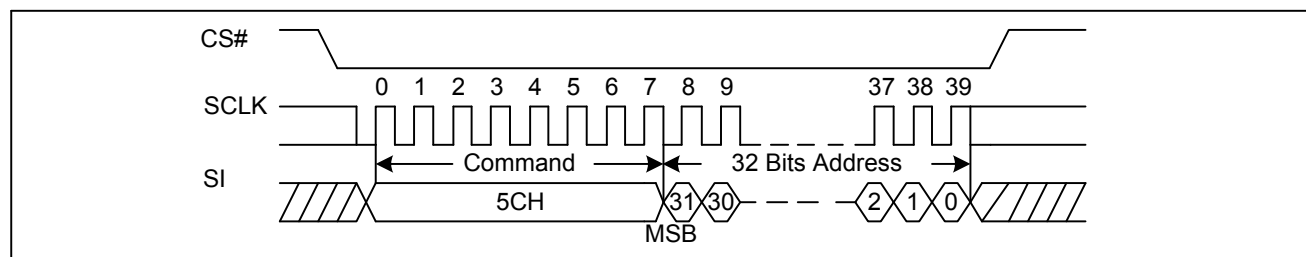 CS#
0 1 2 3 4 5 6 7 8 9 37 38 39
SCLK
Command 32 Bits Address
SI
5CH 31 30 2 1 0
MSB